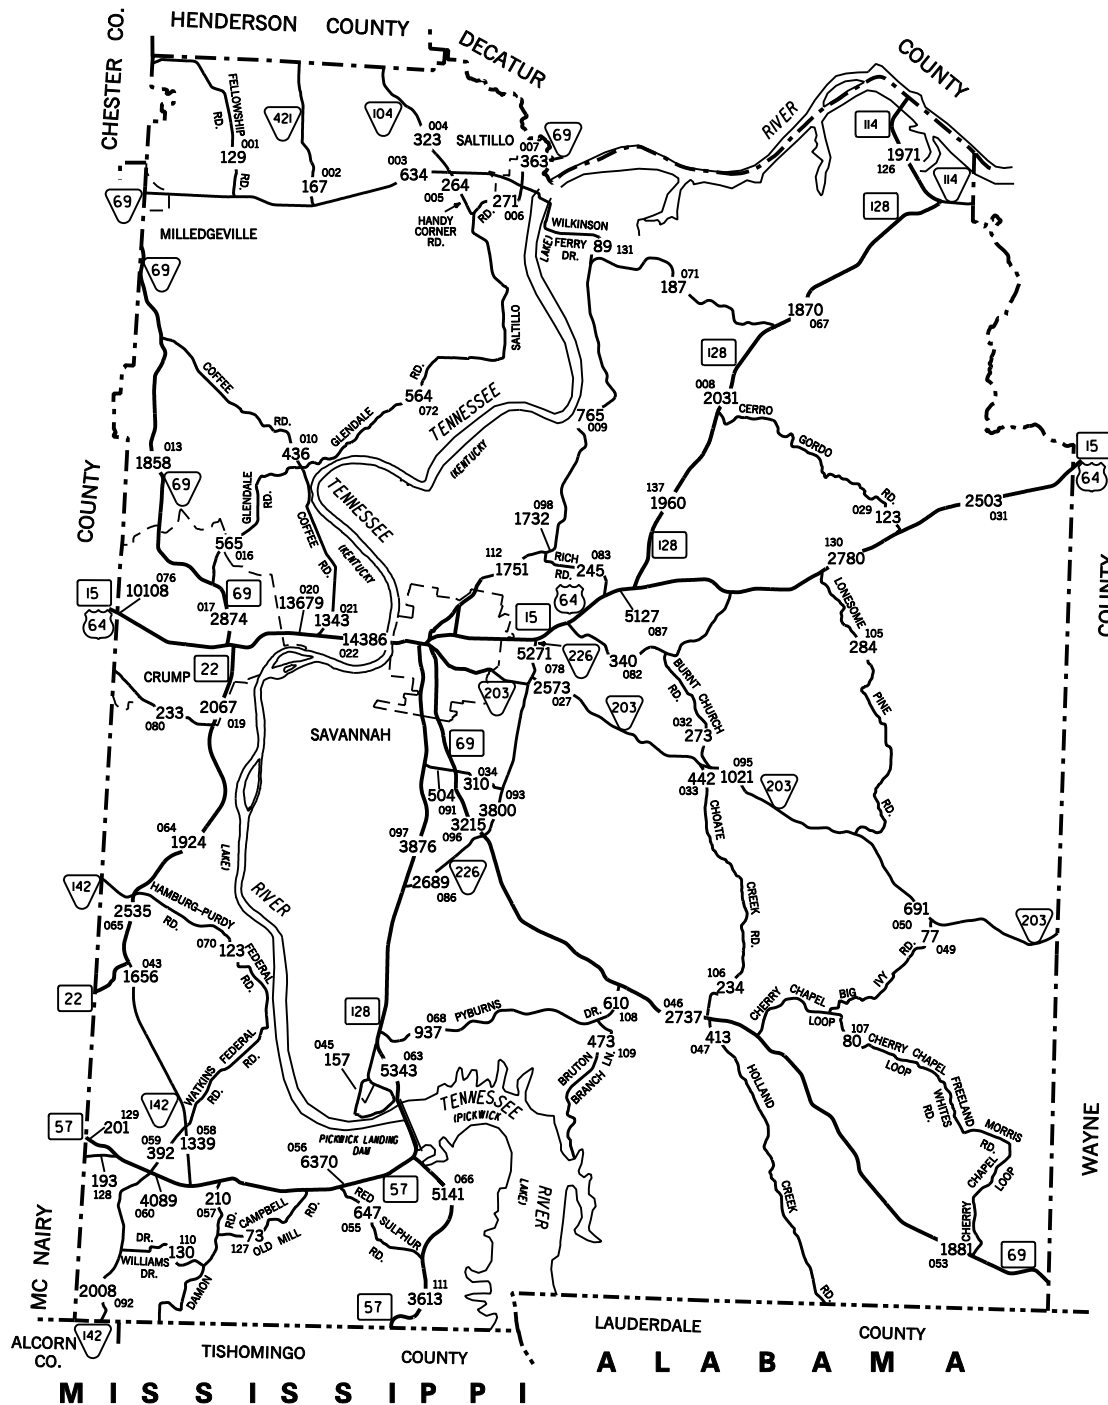 HENDERSON COUNTY
CHESTER CO.
DECATUR
COUNTY
FELLOWSHIP
RD.
001
129
RD.
421
104
004
323
SALTILLO
69
007
363
RIVER
114
1971
126
114
002
167
003
634
264
005
271
RD.
006
HANDY
CORNER
RD.
69
MILLEDGEVILLE
WILKINSON
FERRY
DR.
89
131
LAKE)
128
69
071
187
1870
067
SALTILLO
RD.
128
COFFEE
RD.
564
072
TENNESSEE
(KENTUCKY
008
2031
CERRO
GORDO
RD.
765
009
010
436
GLENDALE
013
1858
69
COUNTY
GLENDALE
RD.
COFFEE
RD.
TENNESSEE
(KENTUCKY
137
1960
029
123
2503
031
15
64
098
1732
128
130
2780
565
016
112
1751
RICH
RD.
083
245
64
076
10108
15
64
017
2874
69
020
13679
021
1343
14386
022
15
5127
087
LONESOME
105
284
PINE
RD.
COUNTY
5271
078
226
340
082
BURNT CHURCH
RD.
CRUMP
22
2067
019
233
080
203
2573
027
203
032
273
SAVANNAH
69
034
310
504
091
093
3800
3215
096
442
033
095
1021
203
CHOATE
CREEK
RD.
064
1924
LAKE)
097
3876
2689
086
226
142
HAMBURG-PURDY
RD.
2535
065
RIVER
070
123
FEDERAL
RD.
691
050
77
049
203
043
1656
22
106
234
IVY
RD.
BIG
CHERRY
CHAPEL
LOOP
128
068
937
PYBURNS
DR.
610
108
046
2737
413
047
107
80
CHERRY CHAPEL
LOOP
045
157
063
5343
473
109
BRUTON
BRANCH LN.
HOLLAND
CREEK
RD.
FREELAND
WHITES
RD.
MORRIS
RD.
CHAPEL
LOOP
CHERRY
WATKINS
FEDERAL
RD.
RD.
TENNESSEE
(PICKWICK
LAKE)
RIVER
PICKWICK LANDING
DAM
142
129
201
57
059
392
058
1339
056
6370
WAYNE
193
128
4089
060
210
057
RD.
CAMPBELL
RD.
73
127
OLD MILL
RED
647
055
SULPHUR
RD.
57
066
5141
DR.
110
130
WILLIAMS
DR.
DAMON
2008
092
111
3613
57
1881
053
69
MC NAIRY
142
ALCORN
CO.
TISHOMINGO
COUNTY
LAUDERDALE
COUNTY
ALABAMA
MISSISSIPPI